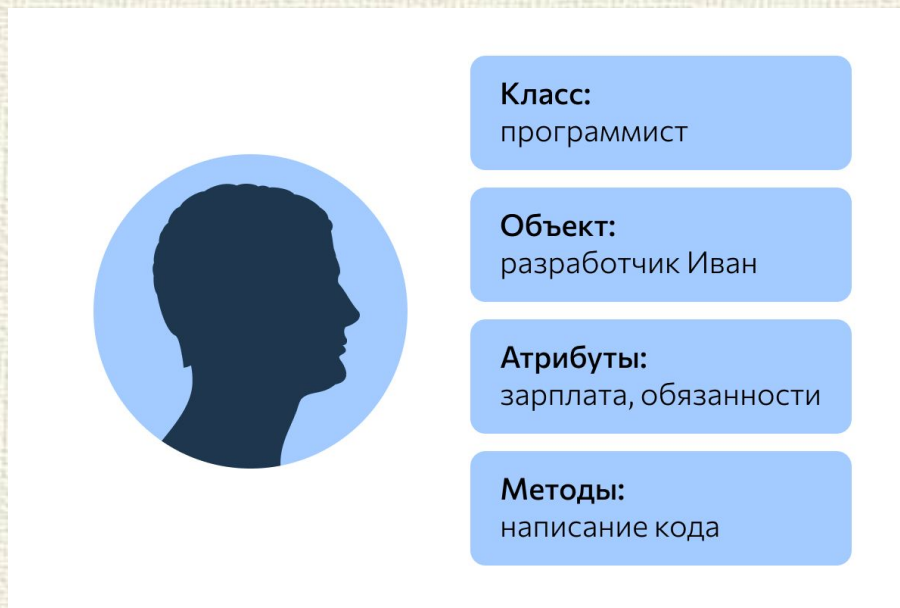 Класс:
программист
Объект:
разработчик Иван
Атрибуты:
зарплата, обязанности
Методы:
написание кода